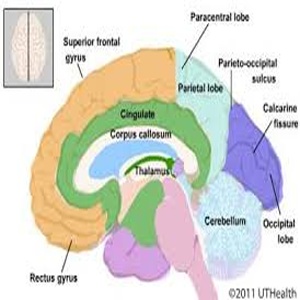 Paracentral lobe
Superior frontal
gyrus
Parieto-occipital
sulcus
Parietal lobe
Calcarine
fissure
Cingulate
Corpus callosum
Thalamus
Cerebellum
Occipital
lobe
Rectus gyrus
©2011 UTHealth